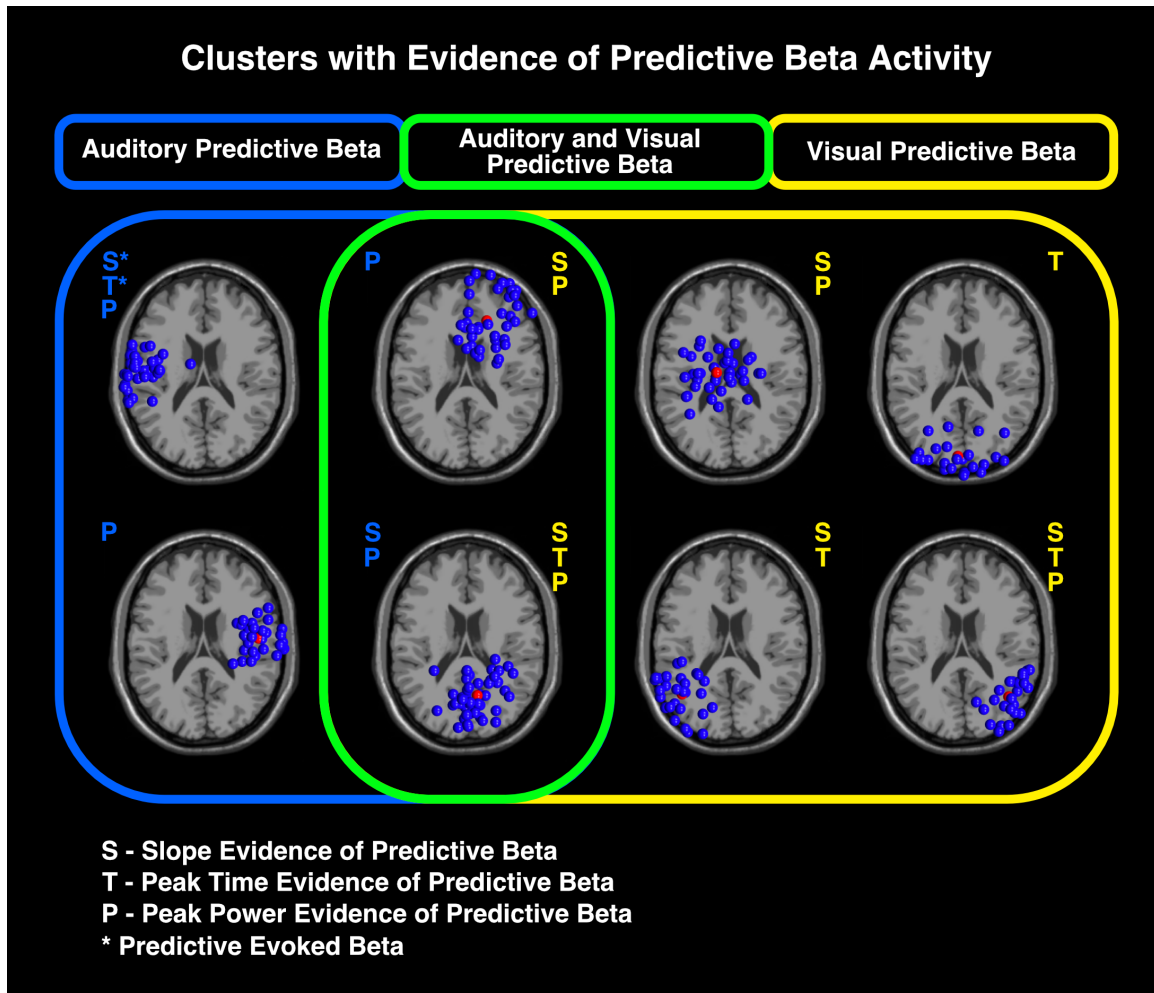 Clusters with Evidence of Predictive Beta Activity
Auditory Predictive Beta
Auditory and Visual
Predictive Beta
Visual Predictive Beta
S*
T*
P
P
S
P
S
P
T
P
S
P
S
T
P
S
T
S
T
P
S - Slope Evidence of Predictive Beta
T - Peak Time Evidence of Predictive Beta
P - Peak Power Evidence of Predictive Beta
* Predictive Evoked Beta